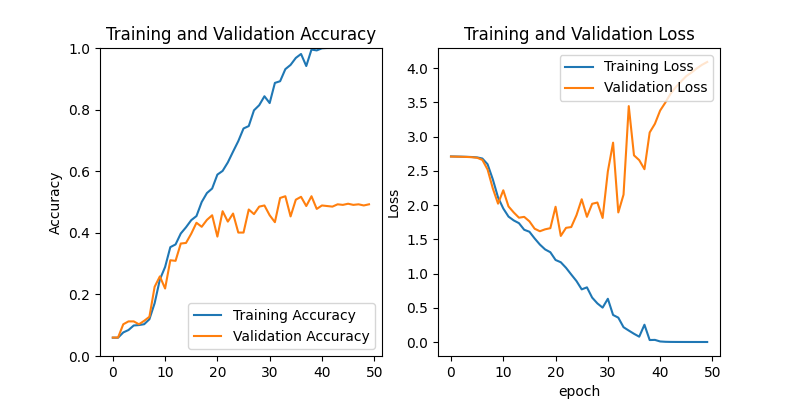 Training and Validation Accuracy
Accuracy
1.0
0.8
0.6
0.4
0.2
0.0
Training Accuracy
Validation Accuracy
0 10 20 30 40 50
Training and Validation Loss
Loss
4.0
3.5
3.0
2.5
2.0
1.5
1.0
0.5
0.0
Training Loss
Validation Loss
0 10 20 30 40 50
epoch